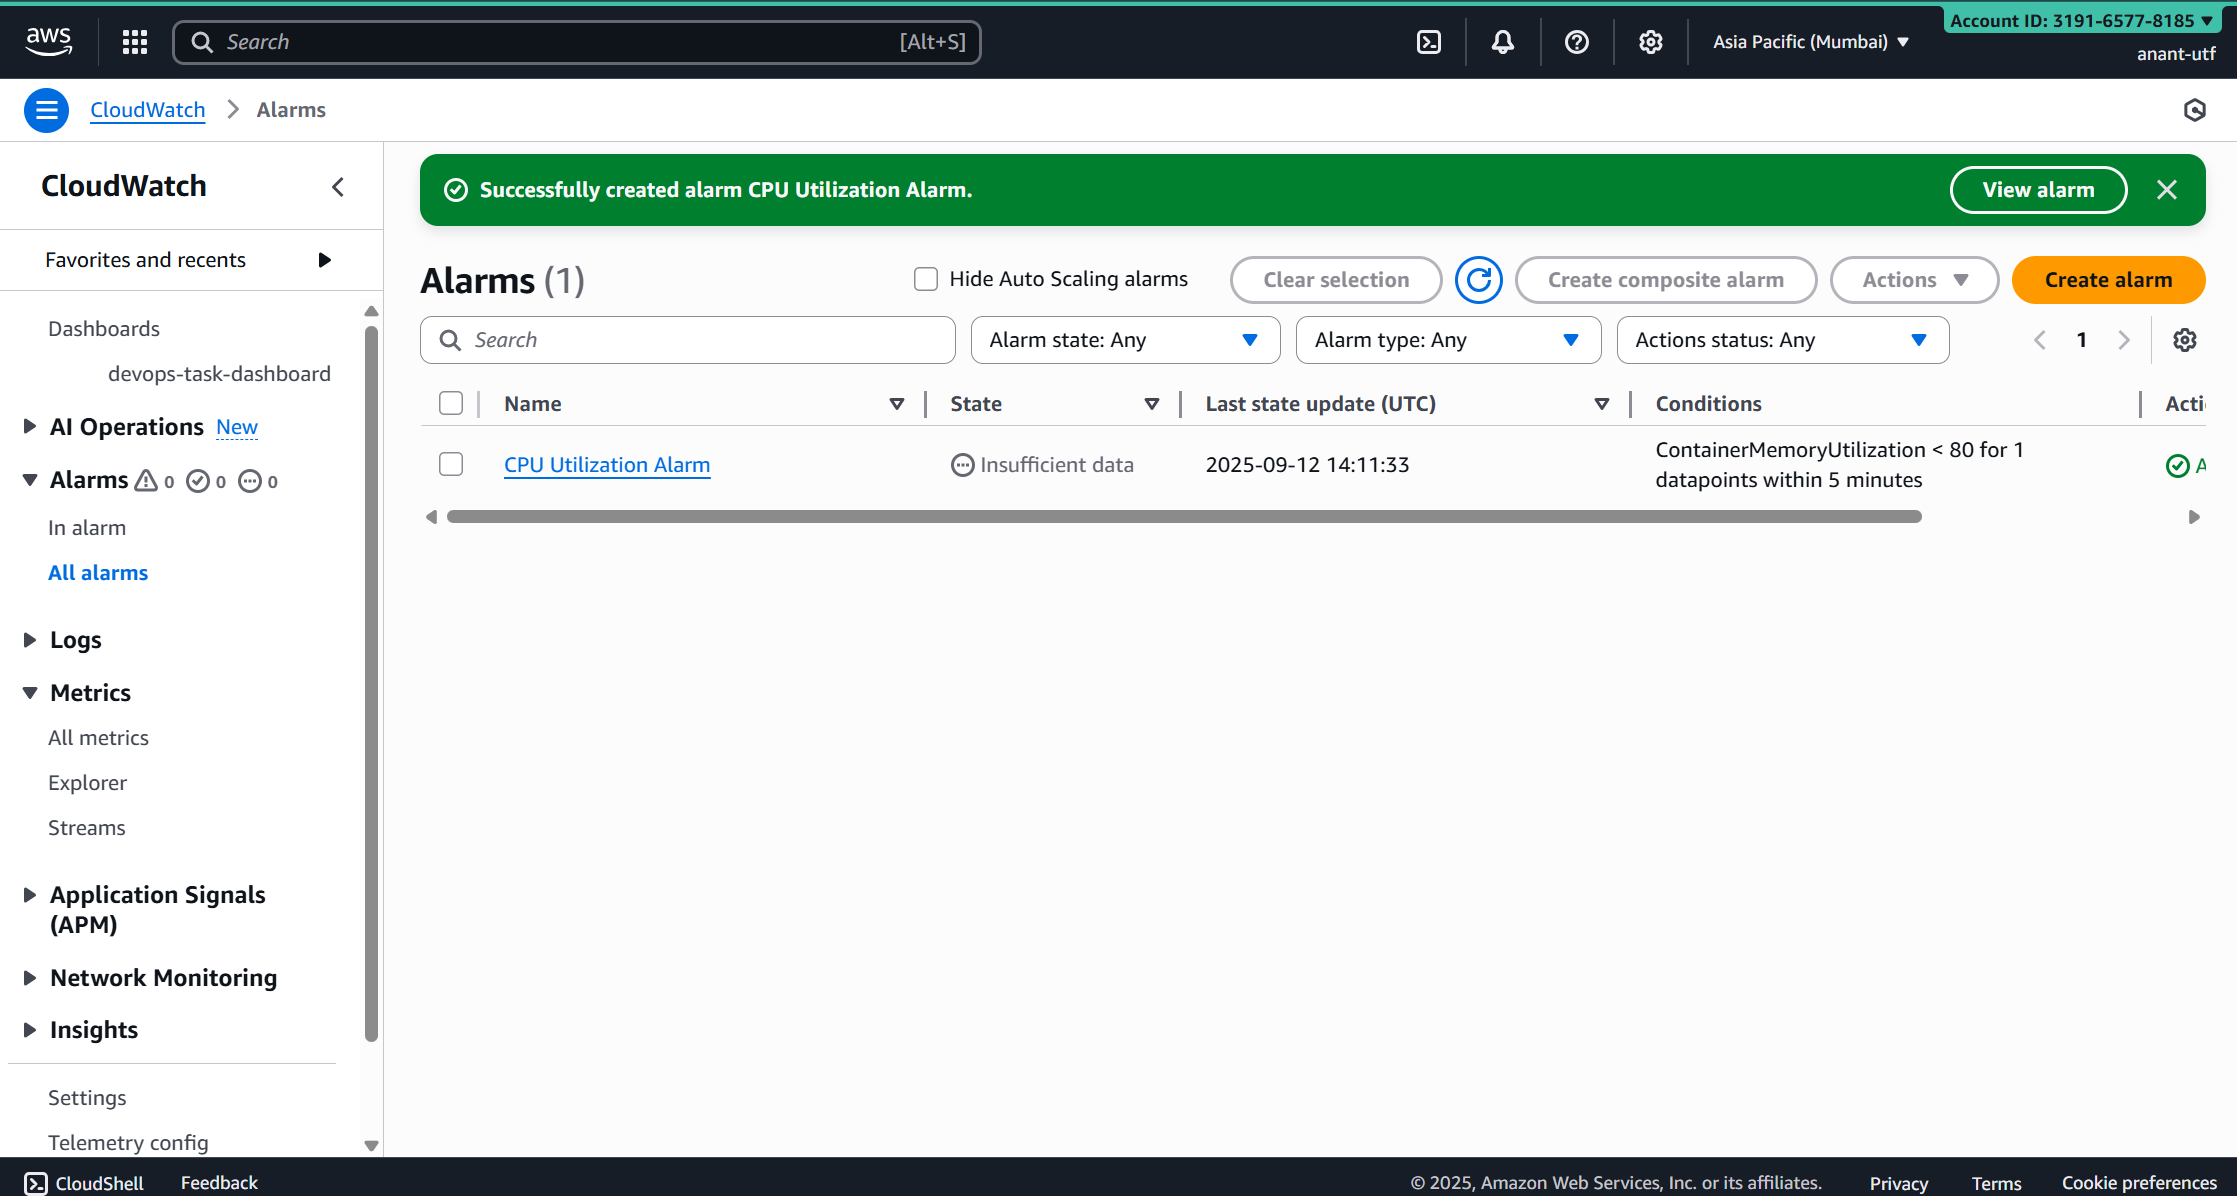 aws
Search [Alt+S]
Asia Pacific (Mumbai)
Account ID: 3191-6577-8185
anant-utf
CloudWatch
Alarms
CloudWatch
Favorites and recents
Dashboards
devops-task-dashboard
AI Operations New
Alarms 0 0 0
In alarm
All alarms
Logs
Metrics
All metrics
Explorer
Streams
Application Signals
(APM)
Network Monitoring
Insights
Settings
Telemetry config
Successfully created alarm CPU Utilization Alarm.
View alarm
Alarms (1)
Hide Auto Scaling alarms
Clear selection
Create composite alarm
Actions
Create alarm
Search
Alarm state: Any
Alarm type: Any
Actions status: Any
1
Name State Last state update (UTC) Conditions Acti
CPU Utilization Alarm
Insufficient data
2025-09-12 14:11:33
ContainerMemoryUtilization < 80 for 1
datapoints within 5 minutes
A
CloudShell Feedback
© 2025, Amazon Web Services, Inc. or its affiliates. Privacy Terms Cookie preferences